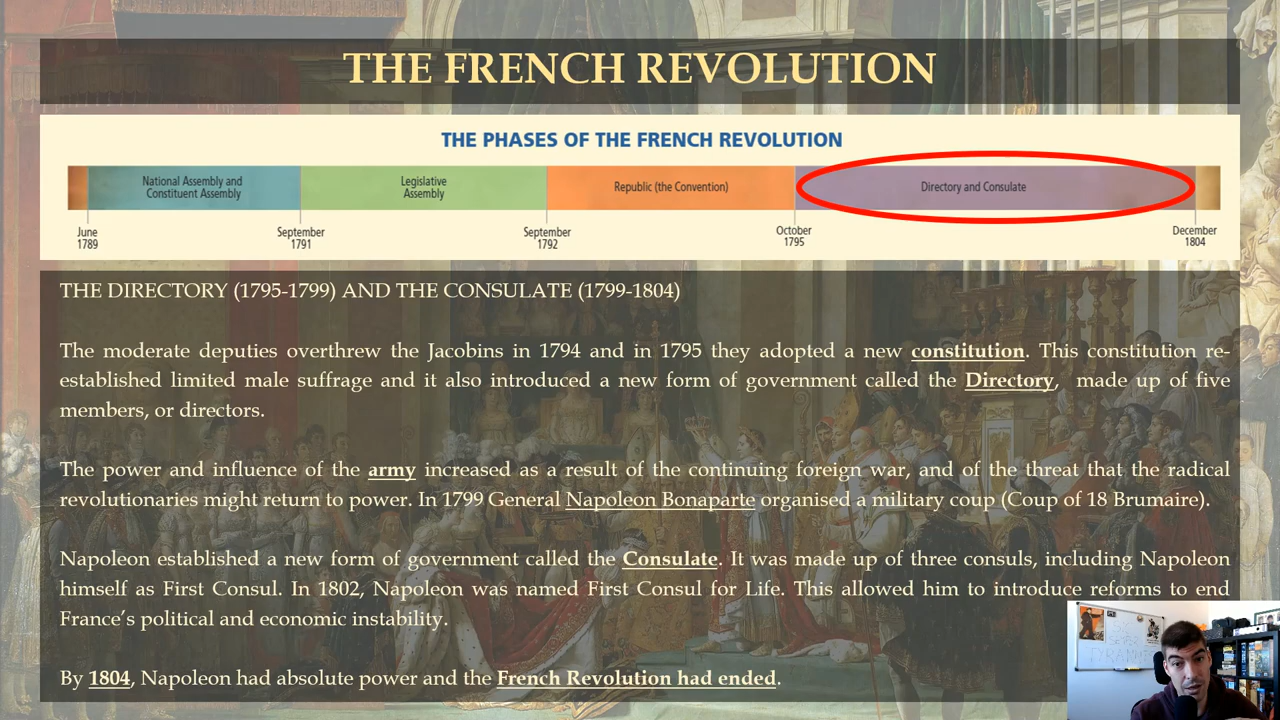 THE FRENCH REVOLUTION
THE PHASES OF THE FRENCH REVOLUTION
National Assembly and
Constituent Assembly
Legislative
Assembly
Republic (the Convention)
Directory and Consulate
June
1789
September
1791
September
1792
October
1795
December
1804
THE DIRECTORY (1795-1799) AND THE CONSULATE (1799-1804)
The moderate deputies overthrew the Jacobins in 1794 and in 1795 they adopted a new constitution. This constitution re-
established limited male suffrage and it also introduced a new form of government called the Directory, made up of five
members, or directors.
The power and influence of the army increased as a result of the continuing foreign war, and of the threat that the radical
revolutionaries might return to power. In 1799 General Napoleon Bonaparte organised a military coup (Coup of 18 Brumaire).
Napoleon established a new form of government called the Consulate. It was made up of three consuls, including Napoleon
himself as First Consul. In 1802, Napoleon was named First Consul for Life. This allowed him to introduce reforms to end
France’s political and economic instability.
By 1804, Napoleon had absolute power and the French Revolution had ended.